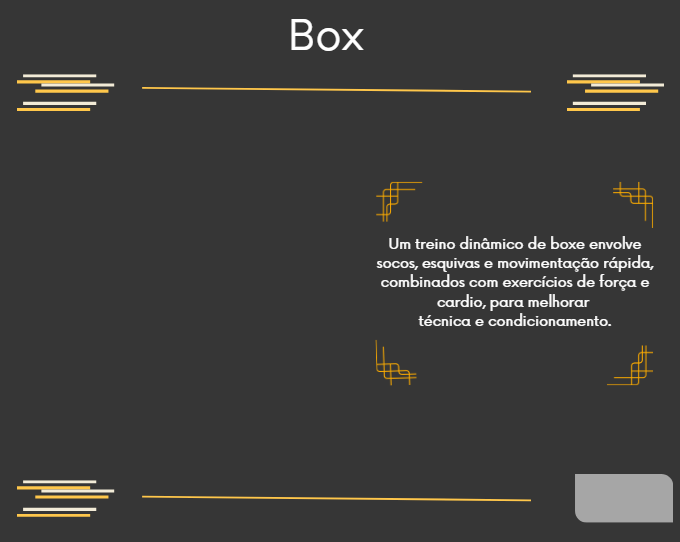 Box
Um treino dinâmico de boxe envolve
socos, esquivas e movimentação rápida,
combinados com exercícios de força e
cardio, para melhorar
técnica e condicionamento.